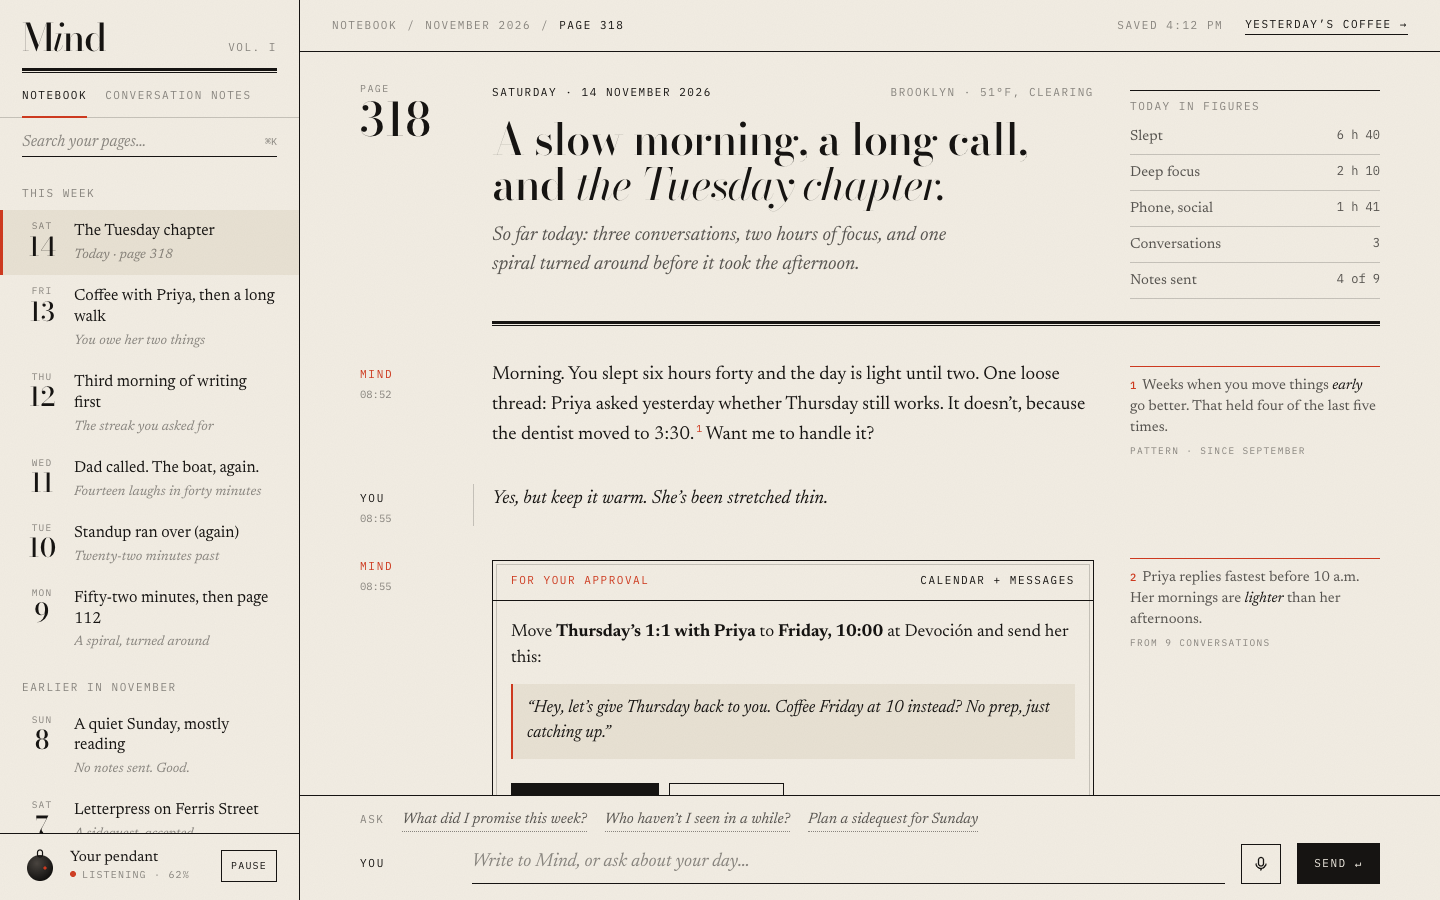 Mind
VOL. I
NOTEBOOK
CONVERSATION NOTES
Search your pages…
⌘K
THIS WEEK
SAT
14
The Tuesday chapter
Today · page 318
FRI
13
Coffee with Priya, then a long
walk
You owe her two things
THU
12
Third morning of writing
first
The streak you asked for
WED
11
Dad called. The boat, again.
Fourteen laughs in forty minutes
TUE
10
Standup ran over (again)
Twenty-two minutes past
MON
9
Fifty-two minutes, then page
112
A spiral, turned around
EARLIER IN NOVEMBER
SUN
8
A quiet Sunday, mostly
reading
No notes sent. Good.
SAT
7
Letterpress on Ferris Street
A sidequest, accepted
Your pendant
LISTENING · 62%
PAUSE
NOTEBOOK / NOVEMBER 2026 / PAGE 318
SAVED 4:12 PM
YESTERDAY’S COFFEE →
PAGE
318
SATURDAY · 14 NOVEMBER 2026
BROOKLYN · 51°F, CLEARING
A slow morning, a long call,
and the Tuesday chapter.
So far today: three conversations, two hours of focus, and one
spiral turned around before it took the afternoon.
TODAY IN FIGURES
Slept 6 h 40
Deep focus 2 h 10
Phone, social 1 h 41
Conversations 3
Notes sent 4 of 9
MIND
08:52
Morning. You slept six hours forty and the day is light until two. One loose
thread: Priya asked yesterday whether Thursday still works. It doesn’t, because
the dentist moved to 3:30.1 Want me to handle it?
1 Weeks when you move things early
go better. That held four of the last five
times.
PATTERN · SINCE SEPTEMBER
YOU
08:55
Yes, but keep it warm. She’s been stretched thin.
MIND
08:55
FOR YOUR APPROVAL
CALENDAR + MESSAGES
Move Thursday’s 1:1 with Priya to Friday, 10:00 at Devoción and send her
this:
“Hey, let’s give Thursday back to you. Coffee Friday at 10 instead? No prep, just
catching up.”
2 Priya replies fastest before 10 a.m.
Her mornings are lighter than her
afternoons.
FROM 9 CONVERSATIONS
ASK
What did I promise this week?
Who haven’t I seen in a while?
Plan a sidequest for Sunday
YOU
Write to Mind, or ask about your day…
SEND ↵